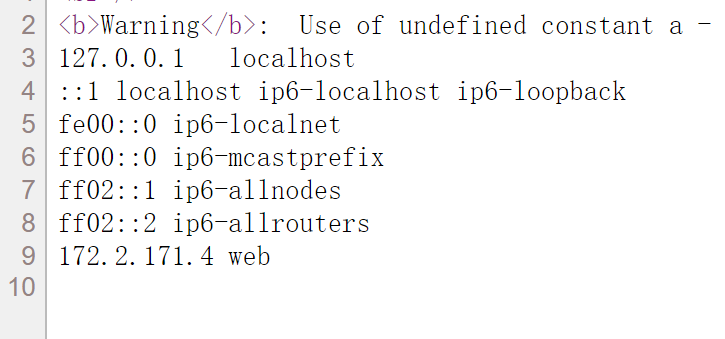 2 <b>Warning</b>:  Use of undefined constant a -
3 127.0.0.1   localhost
4 ::1 localhost ip6-localhost ip6-loopback
5 fe00::0 ip6-localnet
6 ff00::0 ip6-mcastprefix
7 ff02::1 ip6-allnodes
8 ff02::2 ip6-allrouters
9 172.2.171.4 web
10